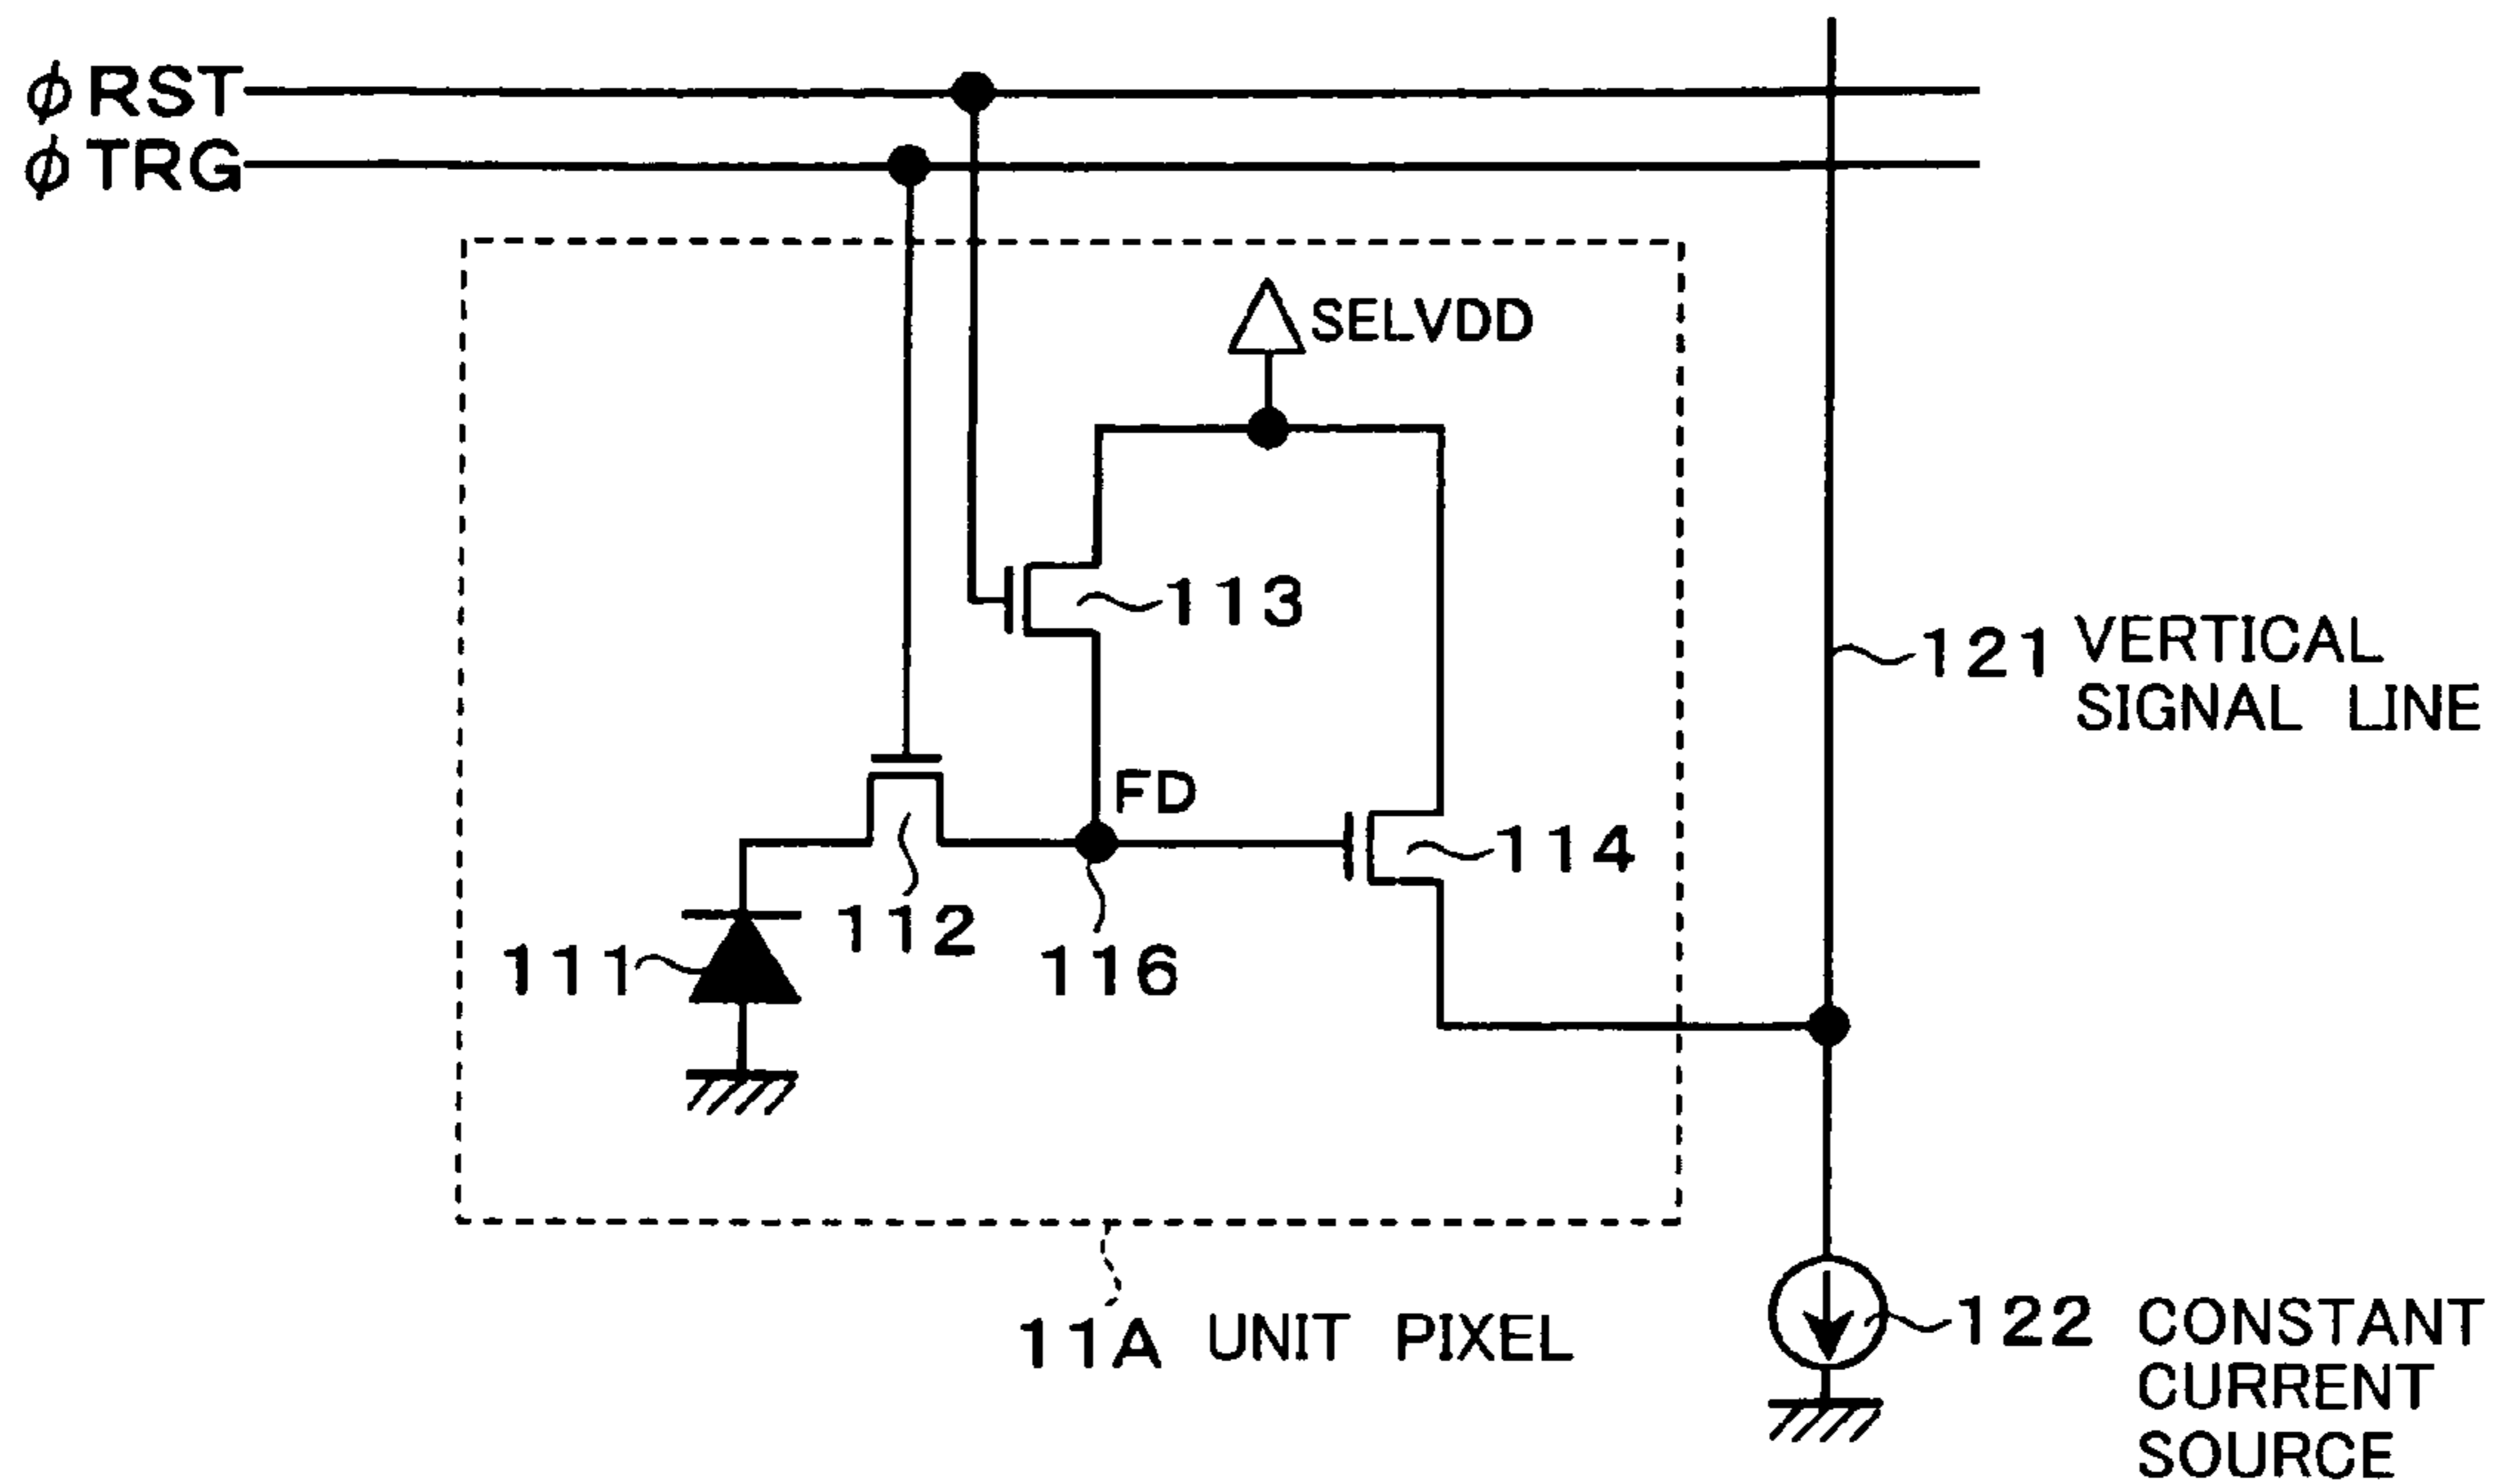 φRST
φTRG
SELVDD
113
121 VERTICAL
SIGNAL LINE
FD
114
112
111
116
11A UNIT PIXEL
122 CONSTANT
CURRENT
SOURCE